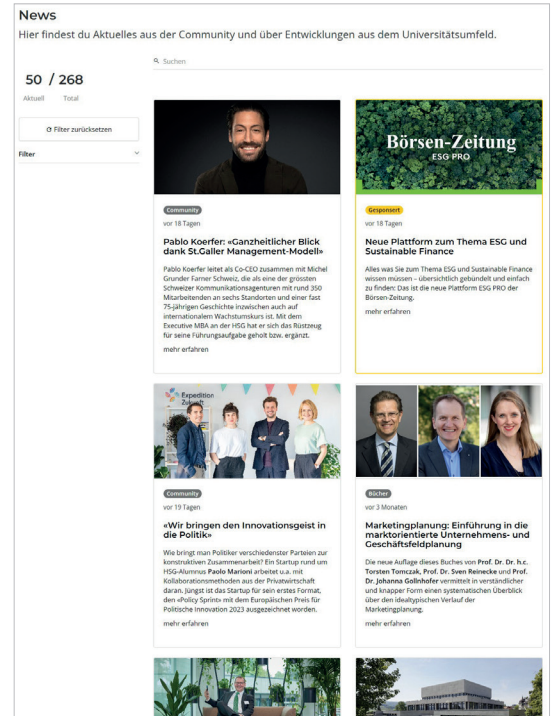 News
Hier findest du Aktuelles aus der Community und über Entwicklungen aus dem Universitätsumfeld.
Suchen
50 / 268
Aktuell Total
Filter zurücksetzen
Filter
Börsen-Zeitung
ESG PRO
Community
vor 18 Tagen
Pablo Koerfer: «Ganzheitlicher Blick
dank St.Galler Management-Modell»
Pablo Koerfer leitet als Co-CEO zusammen mit Michel
Grunder Farner Schweiz, die als eine der grössten
Schweizer Kommunikationsagenturen mit rund 350
Mitarbeitenden an sechs Standorten und einer fast
75-jährigen Geschichte inzwischen auch auf
internationalem Wachstumskurs ist. Mit dem
Executive MBA an der HSG hat er sich das Rüstzeug
für seine Führungsaufgabe geholt bzw. ergänzt.
mehr erfahren
Gesponsert
vor 18 Tagen
Neue Plattform zum Thema ESG und
Sustainable Finance
Alles was Sie zum Thema ESG und Sustainable Finance
wissen müssen – übersichtlich gebündelt und einfach
zu finden: Das ist die neue Plattform ESG PRO der
Börsen-Zeitung.
mehr erfahren
Expedition
Zukunft
Community
vor 19 Tagen
«Wir bringen den Innovationsgeist in
die Politik»
Wie bringt man Politiker verschiedenster Parteien zur
konstruktiven Zusammenarbeit? Ein Startup rund um
HSG-Alumnus Paolo Marioni arbeitet u.a. mit
Kollaborationsmethoden aus der Privatwirtschaft
daran. Jüngst ist das Startup für sein erstes Format,
den «Policy Sprint» mit dem Europäischen Preis für
Politische Innovation 2023 ausgezeichnet worden.
mehr erfahren
Bücher
vor 3 Monaten
Marketingplanung: Einführung in die
marktorientierte Unternehmens- und
Geschäftsfeldplanung
Die neue Auflage dieses Buches von Prof. Dr. Dr. h.c.
Torsten Tomczak, Prof. Dr. Sven Reinecke und Prof.
Dr. Johanna Gollnhofer vermittelt in verständlicher
und knapper Form einen systematischen Überblick
über den idealtypischen Verlauf der
Marketingplanung.
mehr erfahren